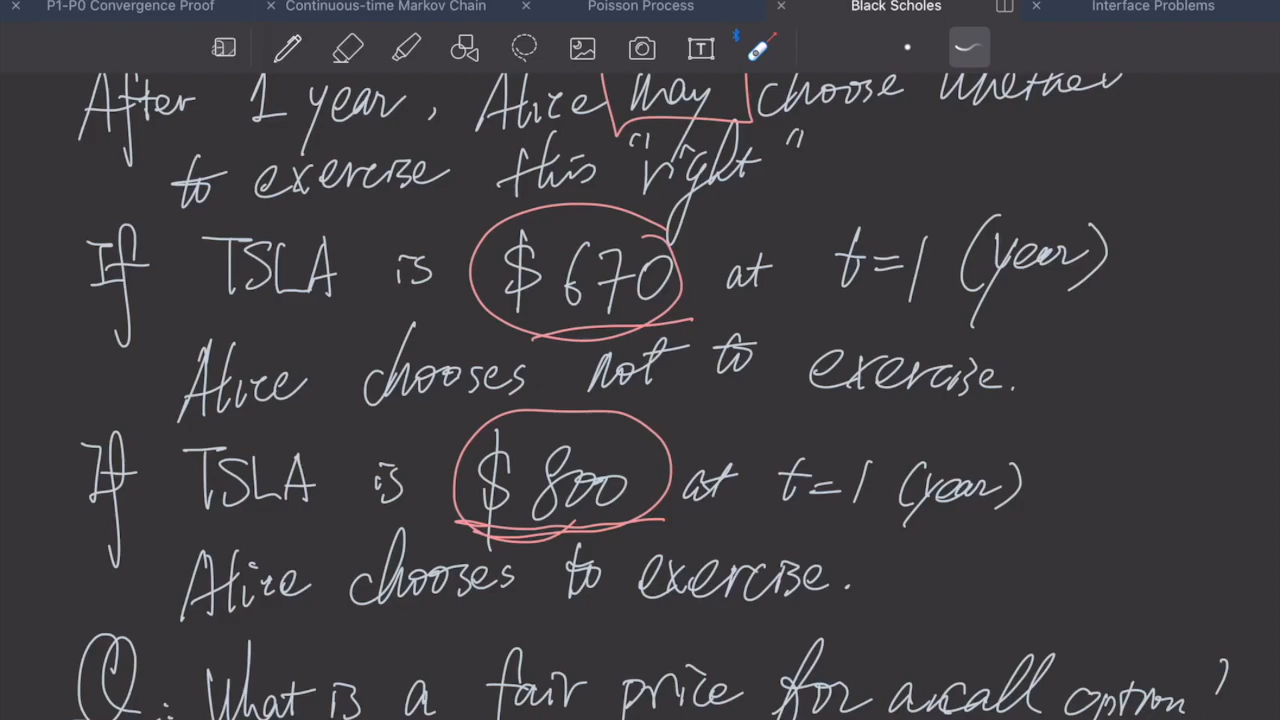 P1-P0 Convergence Proof Continuous-time Markov Chain Poisson Process Black Scholes Interface Problems
T
After 1 year, Alice may choose whether
to exercise this "right"
If TSLA is $670 at t=1 (year)
Alice chooses not to exercise.
If TSLA is $800 at t=1 (year)
Alice chooses to exercise.
Q: What is a fair price for a call option?